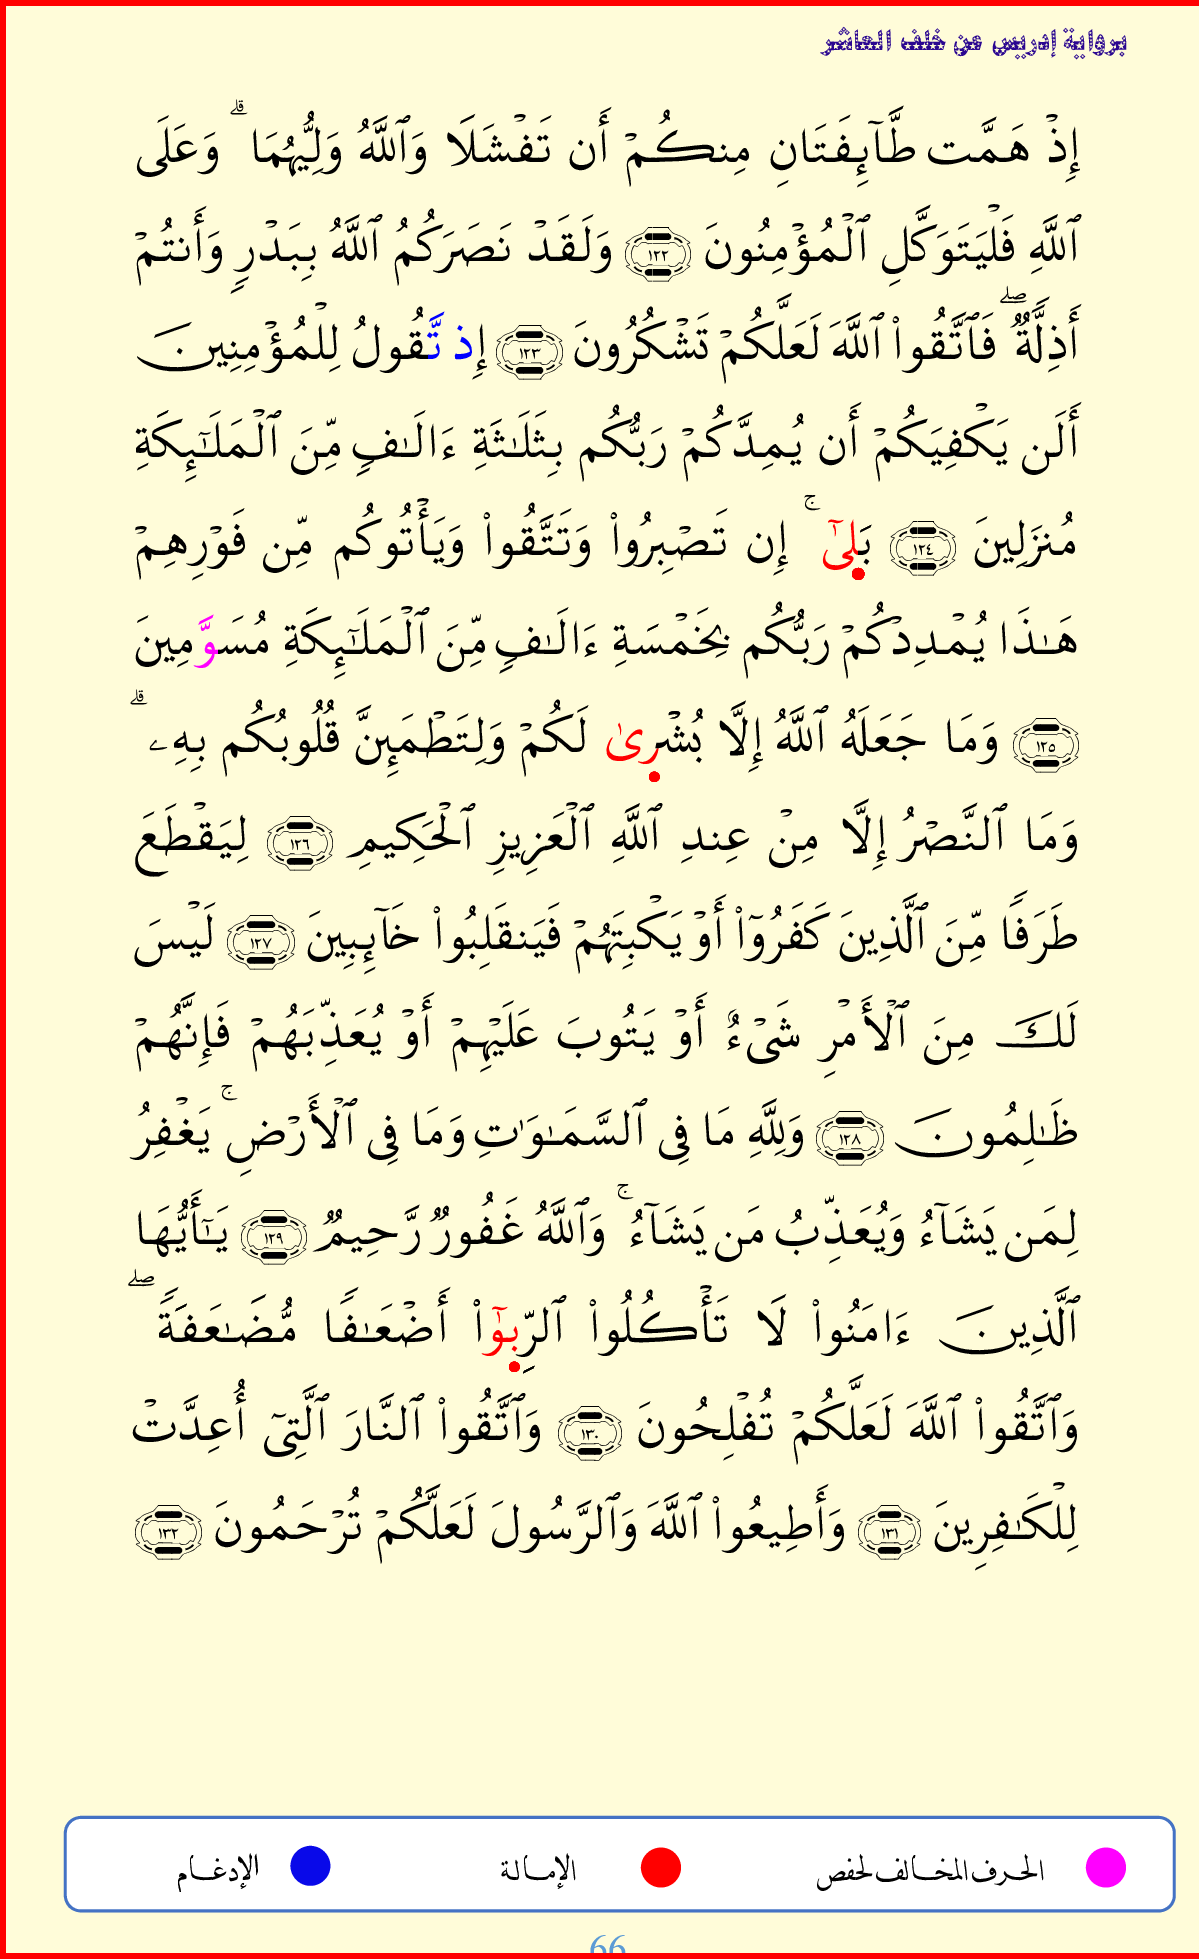 برواية إدريس عن خلف العاشر
إِذۡ هَمَّت طَّآئِفَتَانِ مِنكُمۡ أَن تَفۡشَلَا وَٱللَّهُ وَلِيُّهُمَاۗ وَعَلَى
ٱللَّهِ فَلۡيَتَوَكَّلِ ٱلۡمُؤۡمِنُونَ ١٢٢ وَلَقَدۡ نَصَرَكُمُ ٱللَّهُ بِبَدۡرٖ وَأَنتُمۡ
أَذِلَّةٞۖ فَٱتَّقُواْ ٱللَّهَ لَعَلَّكُمۡ تَشۡكُرُونَ ١٢٣ إِذ تَّقُولُ لِلۡمُؤۡمِنِينَ
أَلَن يَكۡفِيَكُمۡ أَن يُمِدَّكُمۡ رَبُّكُم بِثَلَٰثَةِ ءَالَٰفٖ مِّنَ ٱلۡمَلَٰٓئِكَةِ
مُنزَلِينَ ١٢٤ بَلِىٰٓۚ إِن تَصۡبِرُواْ وَتَتَّقُواْ وَيَأۡتُوكُم مِّن فَوۡرِهِمۡ
هَٰذَا يُمۡدِدۡكُمۡ رَبُّكُم بِخَمۡسَةِ ءَالَٰفٖ مِّنَ ٱلۡمَلَٰٓئِكَةِ مُسَوَّمِينَ
١٢٥ وَمَا جَعَلَهُ ٱللَّهُ إِلَّا بُشۡرِىٰ لَكُمۡ وَلِتَطۡمَئِنَّ قُلُوبُكُم بِهِۦۗ
وَمَا ٱلنَّصۡرُ إِلَّا مِنۡ عِندِ ٱللَّهِ ٱلۡعَزِيزِ ٱلۡحَكِيمِ ١٢٦ لِيَقۡطَعَ
طَرَفٗا مِّنَ ٱلَّذِينَ كَفَرُوٓاْ أَوۡ يَكۡبِتَهُمۡ فَيَنقَلِبُواْ خَآئِبِينَ ١٢٧ لَيۡسَ
لَكَ مِنَ ٱلۡأَمۡرِ شَيۡءٌ أَوۡ يَتُوبَ عَلَيۡهِمۡ أَوۡ يُعَذِّبَهُمۡ فَإِنَّهُمۡ
ظَٰلِمُونَ ١٢٨ وَلِلَّهِ مَا فِي ٱلسَّمَٰوَٰتِ وَمَا فِي ٱلۡأَرۡضِۚ يَغۡفِرُ
لِمَن يَشَآءُ وَيُعَذِّبُ مَن يَشَآءُۚ وَٱللَّهُ غَفُورٞ رَّحِيمٞ ١٢٩ يَٰٓأَيُّهَا
ٱلَّذِينَ ءَامَنُواْ لَا تَأۡكُلُواْ ٱلرِّبِوٰٓاْ أَضۡعَٰفٗا مُّضَٰعَفَةٗۖ
وَٱتَّقُواْ ٱللَّهَ لَعَلَّكُمۡ تُفۡلِحُونَ ١٣٠ وَٱتَّقُواْ ٱلنَّارَ ٱلَّتِيٓ أُعِدَّتۡ
لِلۡكَٰفِرِينَ ١٣١ وَأَطِيعُواْ ٱللَّهَ وَٱلرَّسُولَ لَعَلَّكُمۡ تُرۡحَمُونَ ١٣٢
الحرف المخالف لحفص الإمالة الإدغام
66